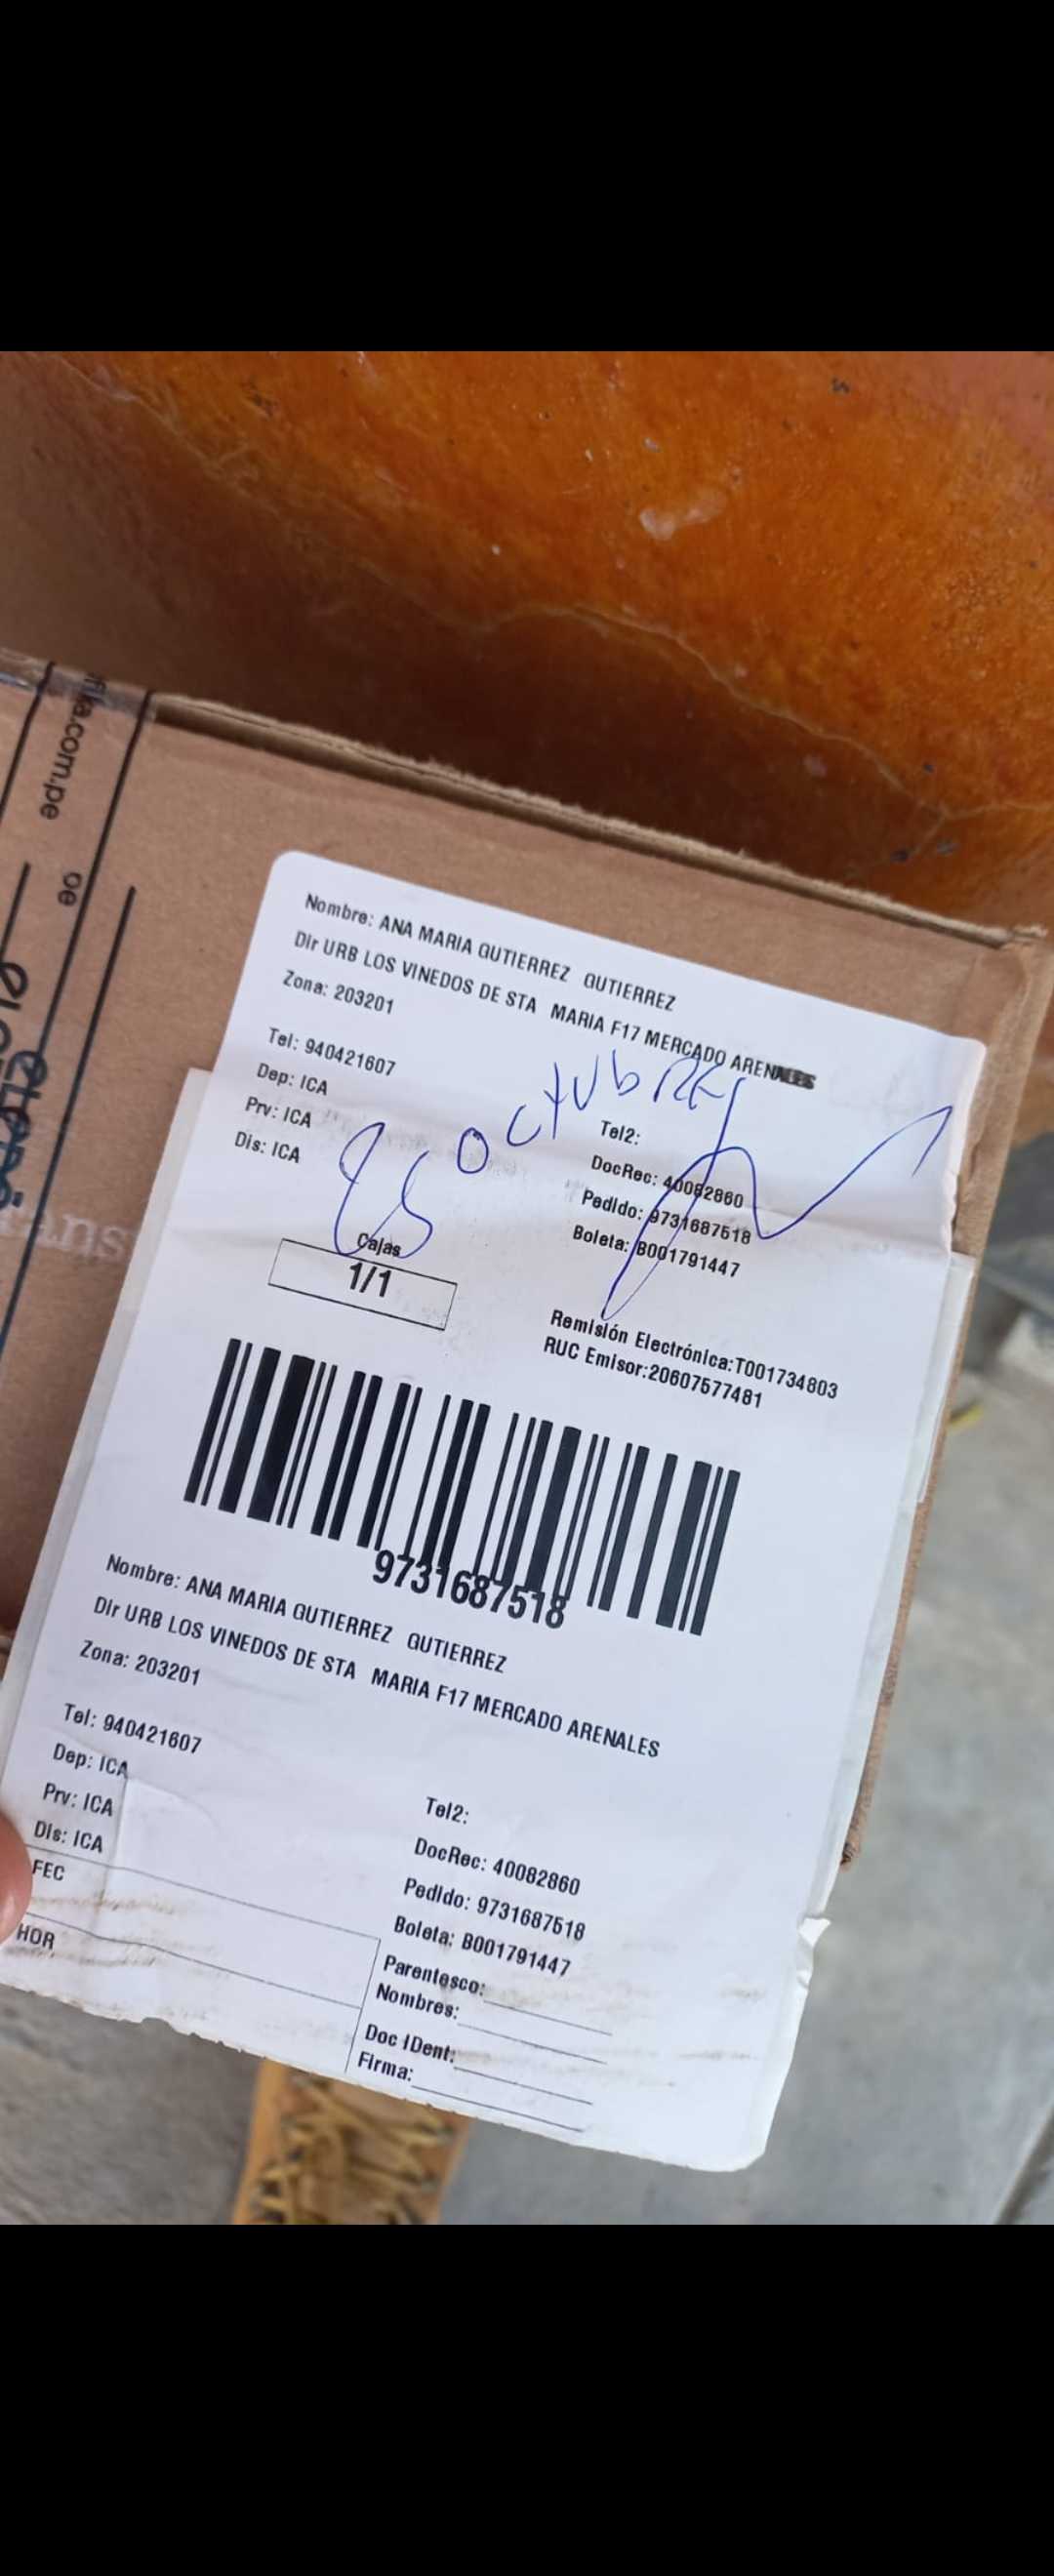 Nombre: ANA MARIA GUTIERREZ GUTIERREZ
Dir URB LOS VINEDOS DE STA MARIA F17 MERCADO ARENALES
Zona: 203201
Tel: 940421607
Dep: ICA
Prv: ICA
Dis: ICA
Tel2:
DocRec: 40082860
Pedido: 9731687518
Boleta: B001791447
25 OCTUbRE
Cajas
1/1
Remisión Electrónica:T001734803
RUC Emisor:20607577481
9731687518
Nombre: ANA MARIA GUTIERREZ GUTIERREZ
Dir URB LOS VINEDOS DE STA MARIA F17 MERCADO ARENALES
Zona: 203201
Tel: 940421607
Dep: ICA
Prv: ICA
Dis: ICA
FEC
HOR
Tel2:
DocRec: 40082860
Pedido: 9731687518
Boleta: B001791447
Parentesco:
Nombres:
Doc IDent:
Firma:
.com.pe